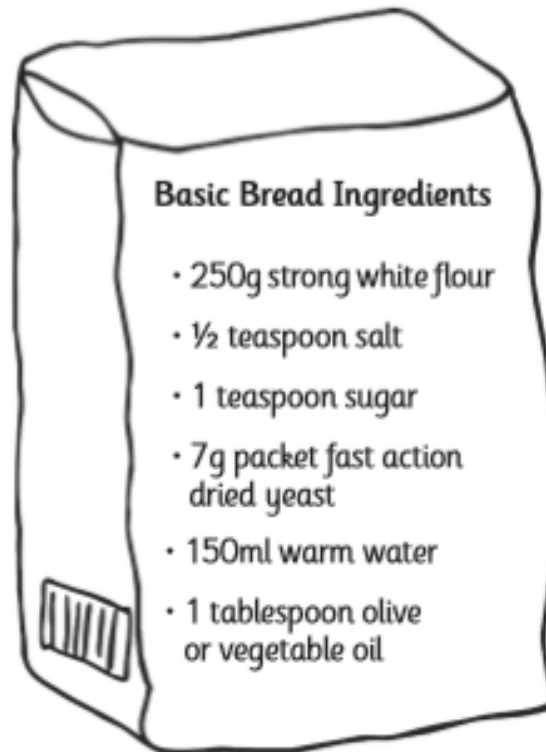 Basic Bread Ingredients
• 250g strong white flour
• ½ teaspoon salt
• 1 teaspoon sugar
• 7g packet fast action
dried yeast
• 150ml warm water
• 1 tablespoon olive
or vegetable oil